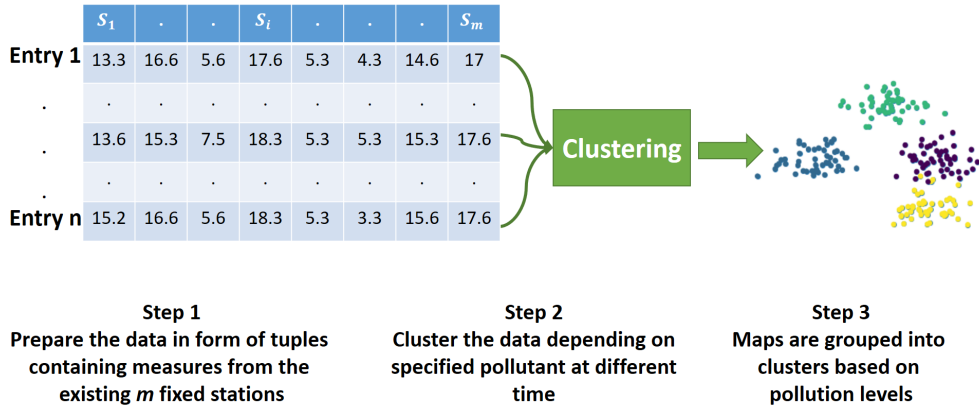 S₁ . . Sᵢ . . . Sₘ
Entry 1 13.3 16.6 5.6 17.6 5.3 4.3 14.6 17
. . . . . . . . .
. 13.6 15.3 7.5 18.3 5.3 5.3 15.3 17.6
. . . . . . . . .
Entry n 15.2 16.6 5.6 18.3 5.3 3.3 15.6 17.6
Clustering
Step 1
Prepare the data in form of tuples
containing measures from the
existing m fixed stations
Step 2
Cluster the data depending on
specified pollutant at different
time
Step 3
Maps are grouped into
clusters based on
pollution levels